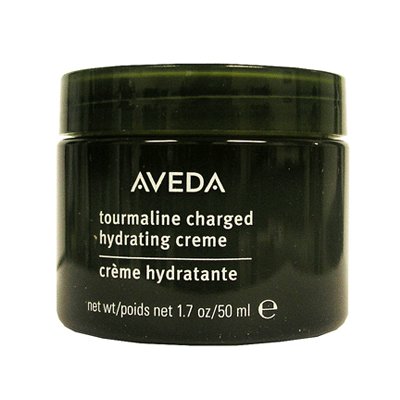 AVEDA
tourmaline charged
hydrating creme
crème hydratante
net wt/poids net 1.7 oz/50 ml ℮